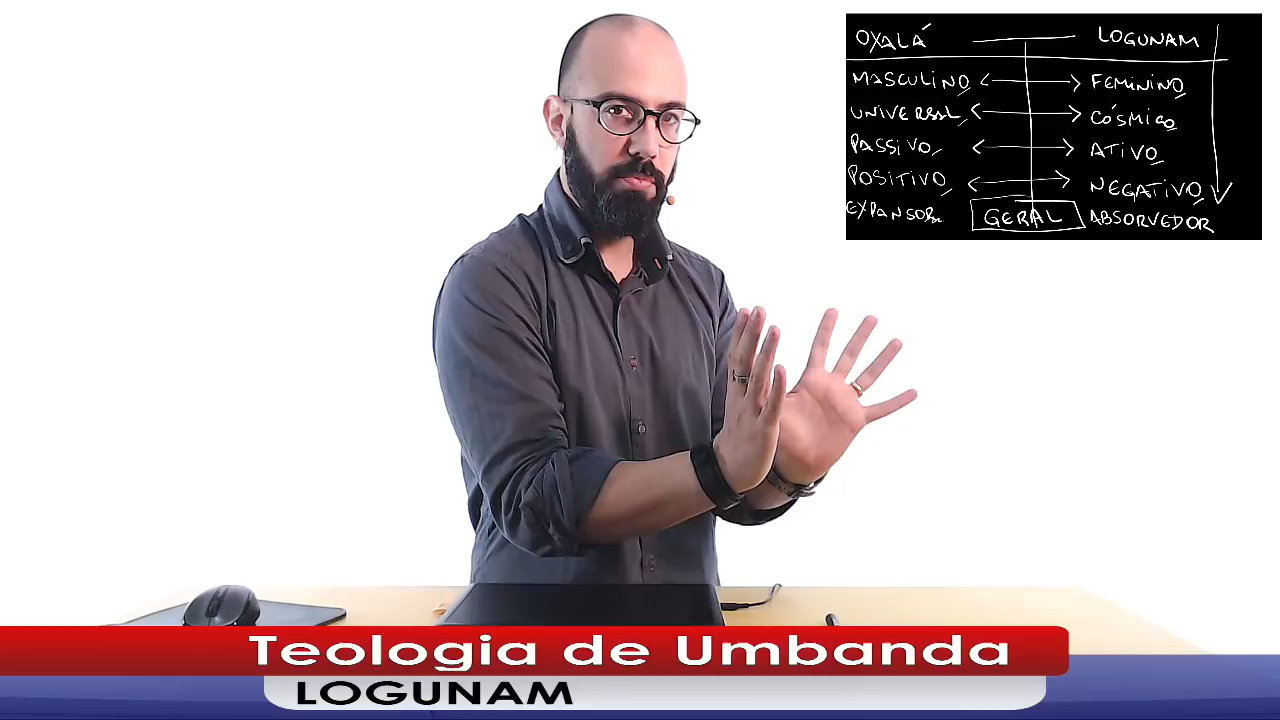 OXALÁ LOGUNAM
MASCULINO FEMININO
UNIVERSAL CÓSMICO
PASSIVO ATIVO
POSITIVO NEGATIVO
EXPANSOR GERAL ABSORVEDOR
Teologia de Umbanda
LOGUNAM